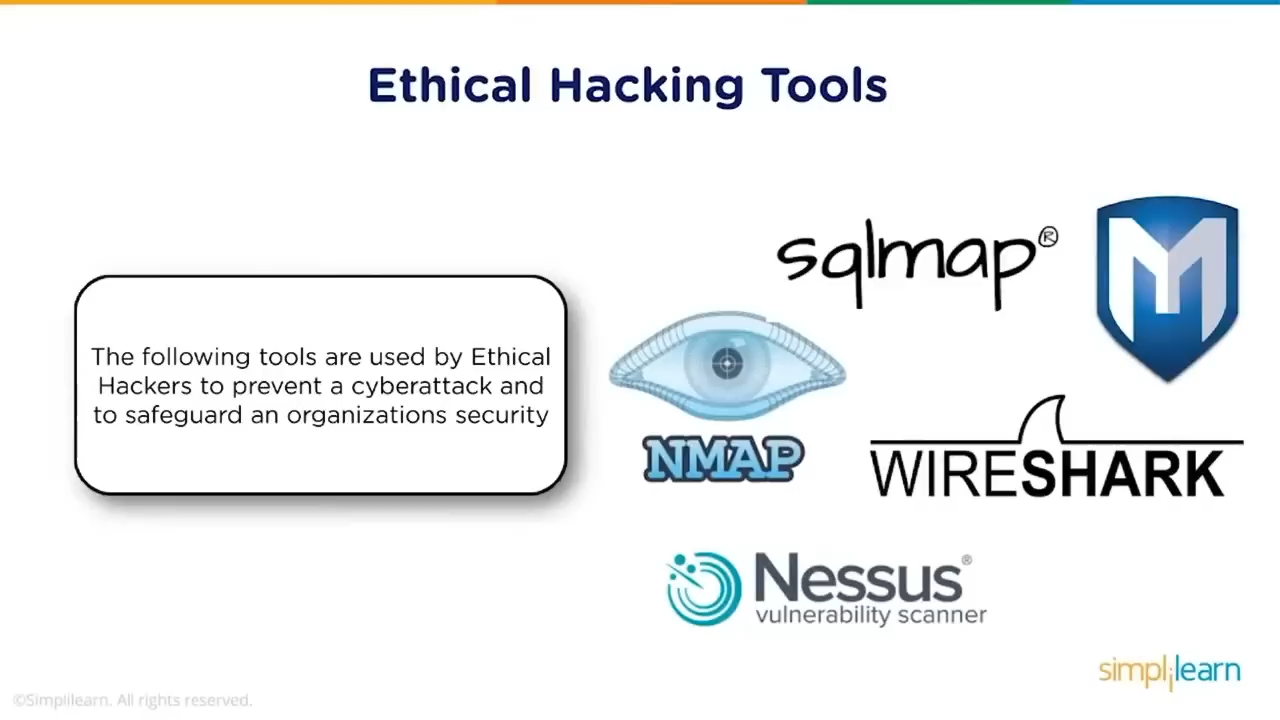 Ethical Hacking Tools
The following tools are used by Ethical
Hackers to prevent a cyberattack and
to safeguard an organizations security
sqlmap®
M
NMAP
WIRESHARK
Nessus®
vulnerability scanner
simplilearn
©Simplilearn. All rights reserved.